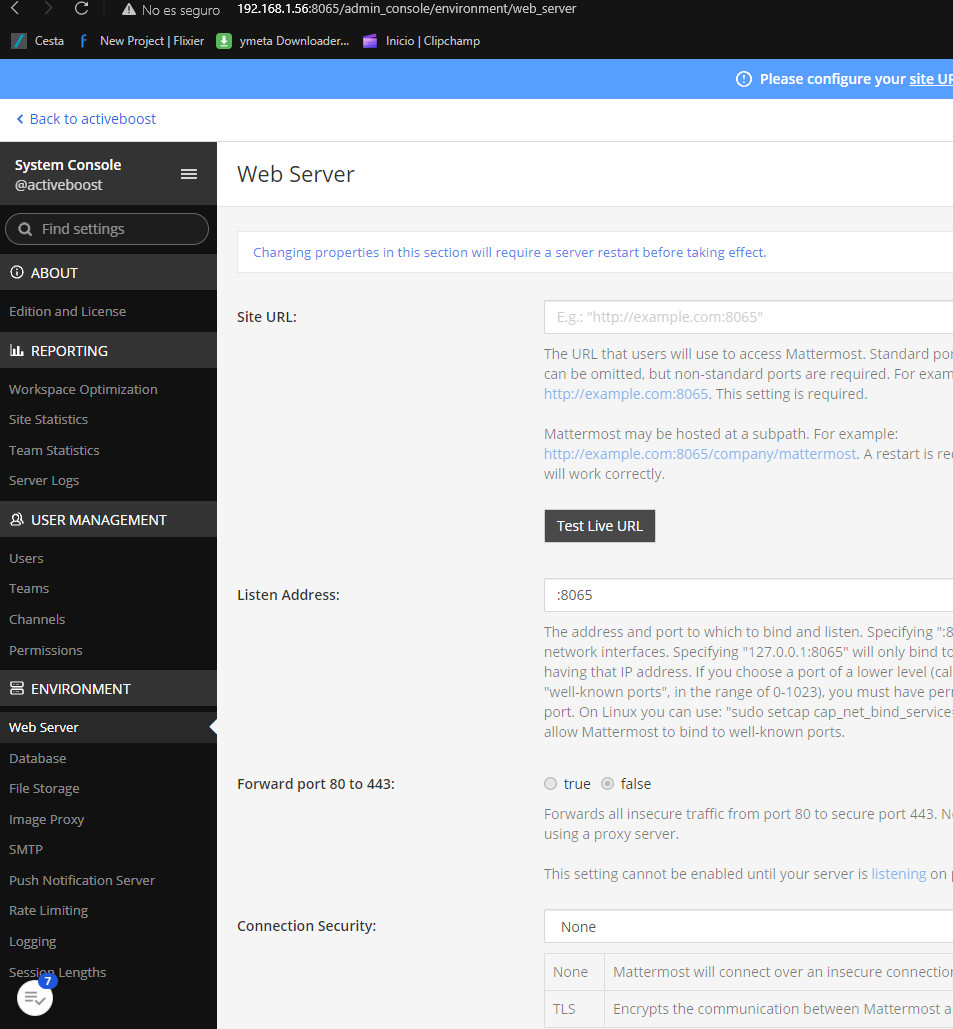 No es seguro 192.168.1.56:8065/admin_console/environment/web_server
Cesta New Project | Flixier ymeta Downloader... Inicio | Clipchamp
Please configure your site UR
Back to activeboost
System Console
@activeboost
Find settings
ABOUT
Edition and License
REPORTING
Workspace Optimization
Site Statistics
Team Statistics
Server Logs
USER MANAGEMENT
Users
Teams
Channels
Permissions
ENVIRONMENT
Web Server
Database
File Storage
Image Proxy
SMTP
Push Notification Server
Rate Limiting
Logging
Session Lengths
7
Web Server
Changing properties in this section will require a server restart before taking effect.
Site URL:
E.g.: "http://example.com:8065"
The URL that users will use to access Mattermost. Standard por
can be omitted, but non-standard ports are required. For exam
http://example.com:8065. This setting is required.
Mattermost may be hosted at a subpath. For example:
http://example.com:8065/company/mattermost. A restart is re
will work correctly.
Test Live URL
Listen Address:
:8065
The address and port to which to bind and listen. Specifying ":8
network interfaces. Specifying "127.0.0.1:8065" will only bind to
having that IP address. If you choose a port of a lower level (cal
"well-known ports", in the range of 0-1023), you must have per
port. On Linux you can use: "sudo setcap cap_net_bind_service=
allow Mattermost to bind to well-known ports.
Forward port 80 to 443:
true false
Forwards all insecure traffic from port 80 to secure port 443. N
using a proxy server.
This setting cannot be enabled until your server is listening on p
Connection Security:
None
None Mattermost will connect over an insecure connection
TLS Encrypts the communication between Mattermost a